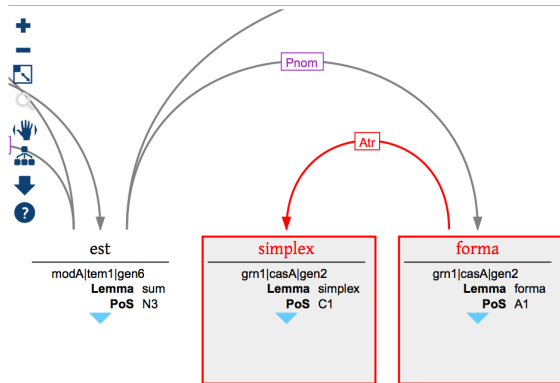 Pnom
Atr
est
simplex
forma
modA|tem1|gen6
grn1|casA|gen2
grn1|casA|gen2
Lemma sum
Lemma simplex
Lemma forma
PoS N3
PoS C1
PoS A1
?